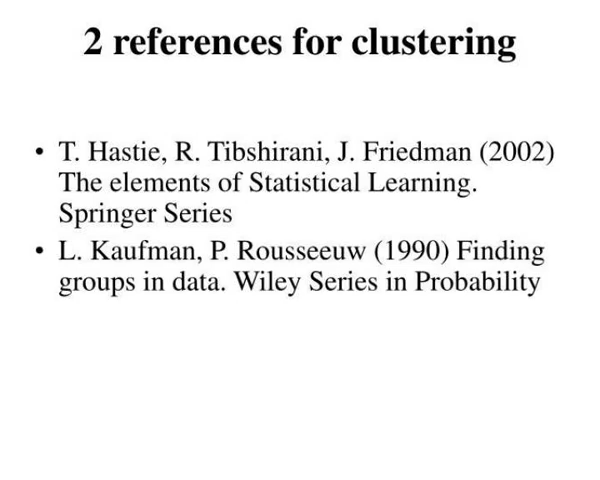 2 references for clustering
• T. Hastie, R. Tibshirani, J. Friedman (2002)
The elements of Statistical Learning.
Springer Series
• L. Kaufman, P. Rousseeuw (1990) Finding
groups in data. Wiley Series in Probability